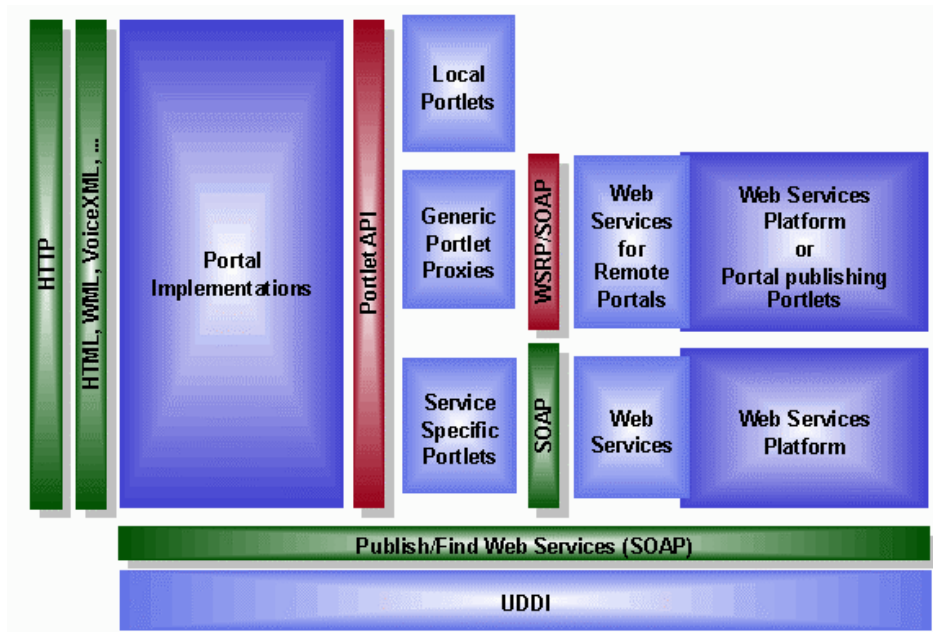 HTTP
HTML, WML, VoiceXML, ...
Portal
Implementations
Portlet API
Local
Portlets
Generic
Portlet
Proxies
Service
Specific
Portlets
WSRP/SOAP
SOAP
Web
Services
for
Remote
Portals
Web Services
Platform
or
Portal publishing
Portlets
Web
Services
Web Services
Platform
Publish/Find Web Services (SOAP)
UDDI